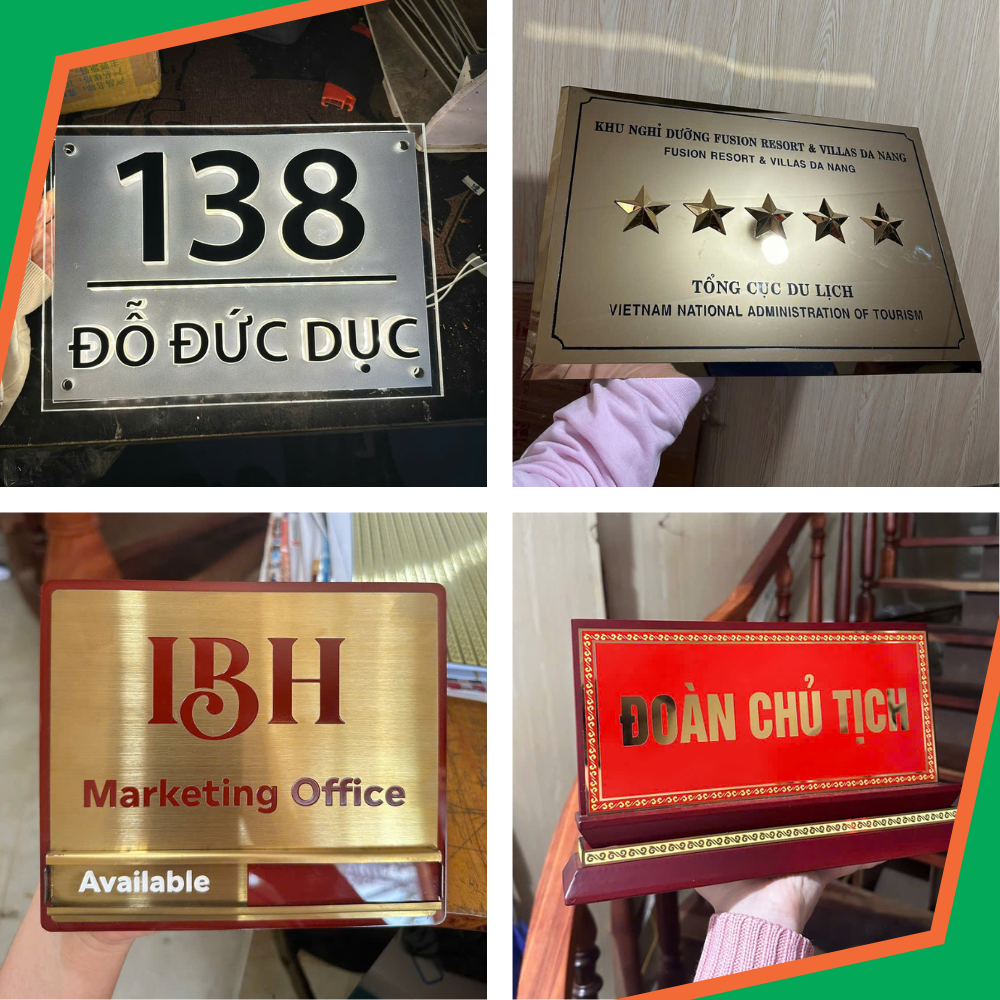 138
ĐỖ ĐỨC DỤC
KHU NGHỈ DƯỠNG FUSION RESORT & VILLAS DA NANG
FUSION RESORT & VILLAS DA NANG
TỔNG CỤC DU LỊCH
VIETNAM NATIONAL ADMINISTRATION OF TOURISM
IBH
Marketing Office
Available
ĐOÀN CHỦ TỊCH